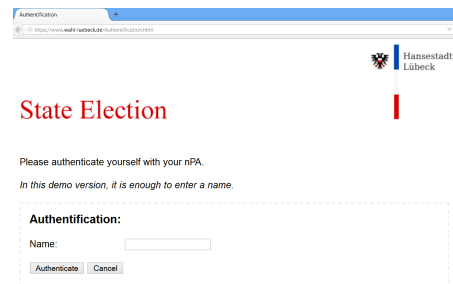 Authentification
+
https://www.wahl-luebeck.de/Authentification.html
Hansestadt
Lübeck
State Election
Please authenticate yourself with your nPA.
In this demo version, it is enough to enter a name.
Authentification:
Name:
Authenticate Cancel